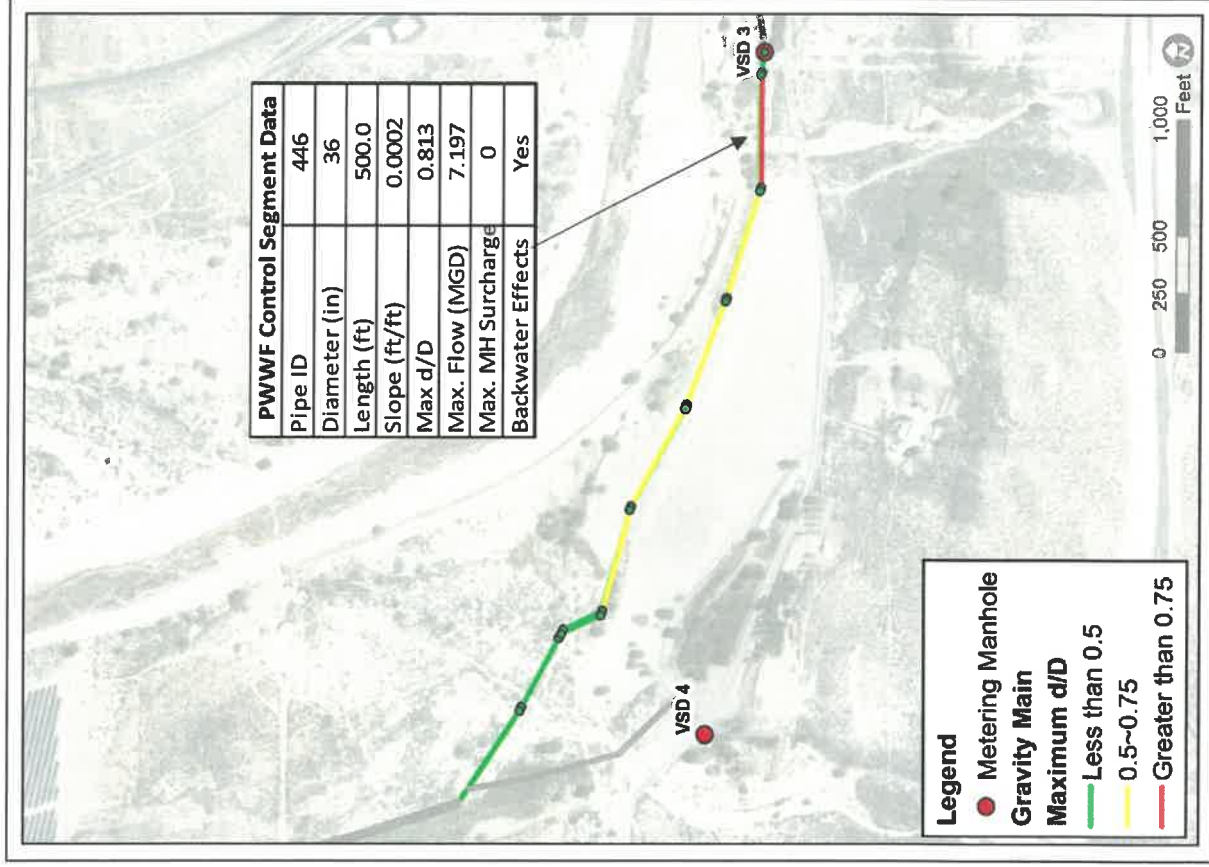 PWWF Control Segment Data
Pipe ID 446
Diameter (in) 36
Length (ft) 500.0
Slope (ft/ft) 0.0002
Max d/D 0.813
Max. Flow (MGD) 7.197
Max. MH Surcharge 0
Backwater Effects Yes
VSD 3
VSD 4
Legend
Metering Manhole
Gravity Main
Maximum d/D
Less than 0.5
0.5~0.75
Greater than 0.75
0 250 500 1,000
Feet
N